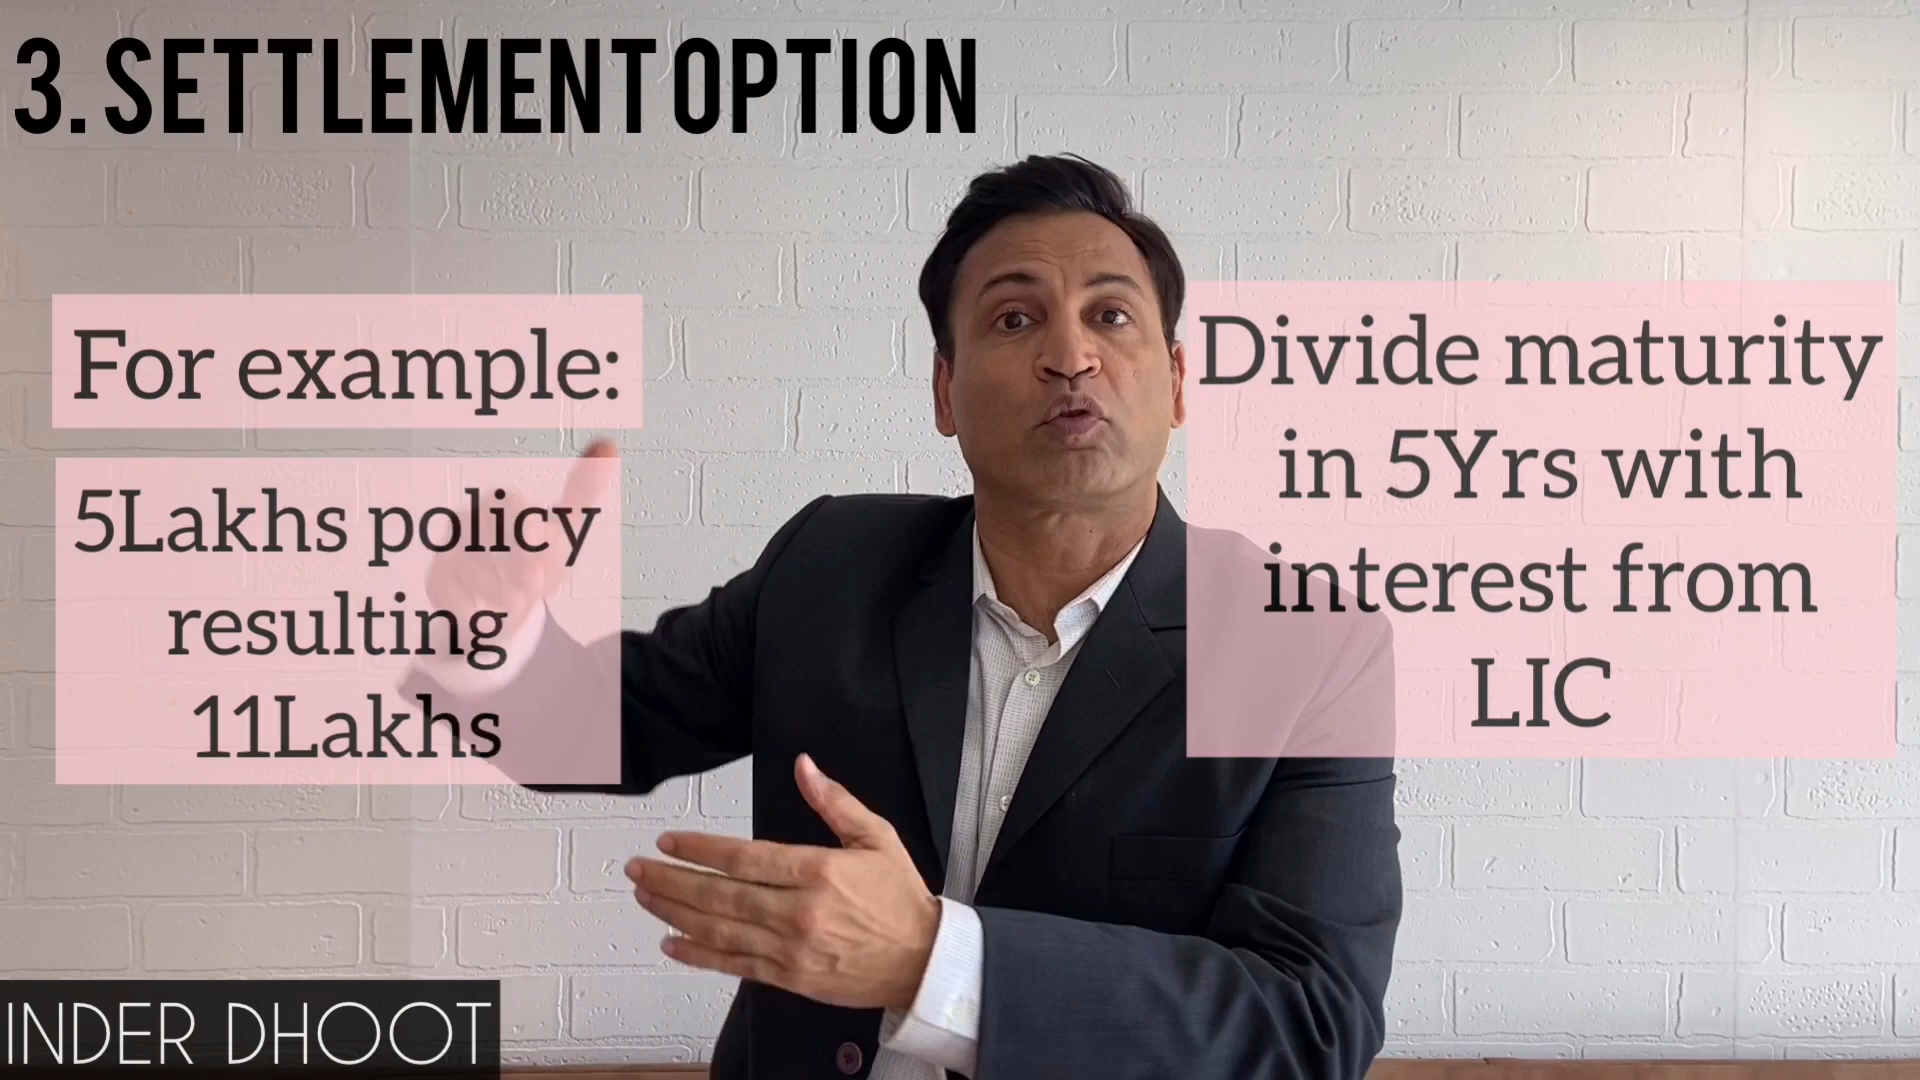 3. SETTLEMENT OPTION
For example:
5Lakhs policy
resulting
11Lakhs
Divide maturity
in 5Yrs with
interest from
LIC
INDER DHOOT